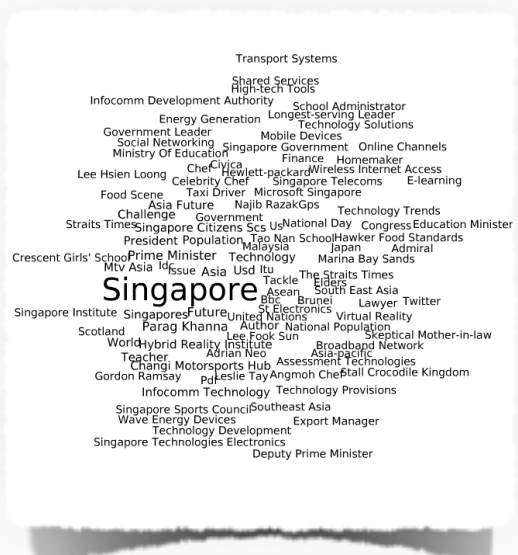 Transport Systems
Shared Services
High-tech Tools
Infocomm Development Authority
School Administrator
Longest-serving Leader
Energy Generation
Technology Solutions
Government Leader
Mobile Devices
Social Networking
Singapore Government Online Channels
Ministry Of Education
Finance Homemaker
Civica
Chef Hewlett-packard Wireless Internet Access
Lee Hsien Loong
Celebrity Chef Singapore Telecoms E-learning
Food Scene Taxi Driver Microsoft Singapore
Asia Future Najib Razak Gps
Challenge Government Technology Trends
Straits Times Singapore Citizens Scs Us National Day Congress Education Minister
President Population Tao Nan School Hawker Food Standards
Malaysia Japan Admiral
Crescent Girls' School Prime Minister Technology Marina Bay Sands
Mtv Asia Idr Issue Asia Usd Itu
The Straits Times
Tackle Elders
Singapore Asean South East Asia
Bbc Brunei Lawyer Twitter
Singapore Institute Singapores Future St Electronics
United Nations Virtual Reality
Scotland Parag Khanna Author National Population
Lee Fook Sun Skeptical Mother-in-law
World Hybrid Reality Institute Broadband Network
Teacher Adrian Neo Asia-pacific
Changi Motorsports Hub Assessment Technologies
Gordon Ramsay Pdf Leslie Tay Angmoh Chef Stall Crocodile Kingdom
Infocomm Technology Technology Provisions
Singapore Sports Council Southeast Asia
Wave Energy Devices Export Manager
Technology Development
Singapore Technologies Electronics
Deputy Prime Minister